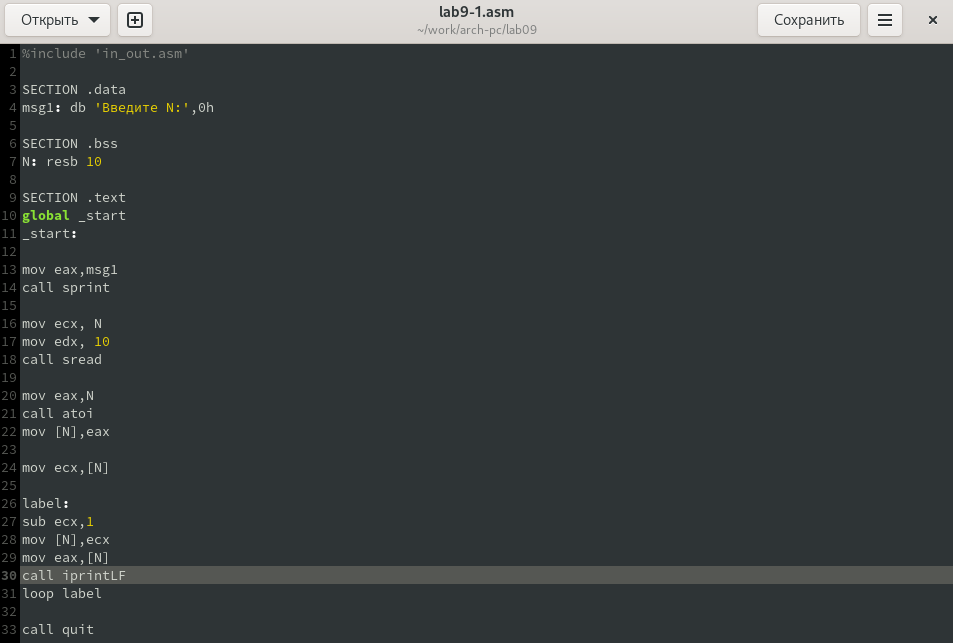 Открыть
lab9-1.asm
~/work/arch-pc/lab09
Сохранить
1 %include 'in_out.asm'
2
3 SECTION .data
4 msg1: db 'Введите N:',0h
5
6 SECTION .bss
7 N: resb 10
8
9 SECTION .text
10 global _start
11 _start:
12
13 mov eax,msg1
14 call sprint
15
16 mov ecx, N
17 mov edx, 10
18 call sread
19
20 mov eax,N
21 call atoi
22 mov [N],eax
23
24 mov ecx,[N]
25
26 label:
27 sub ecx,1
28 mov [N],ecx
29 mov eax,[N]
30 call iprintLF
31 loop label
32
33 call quit